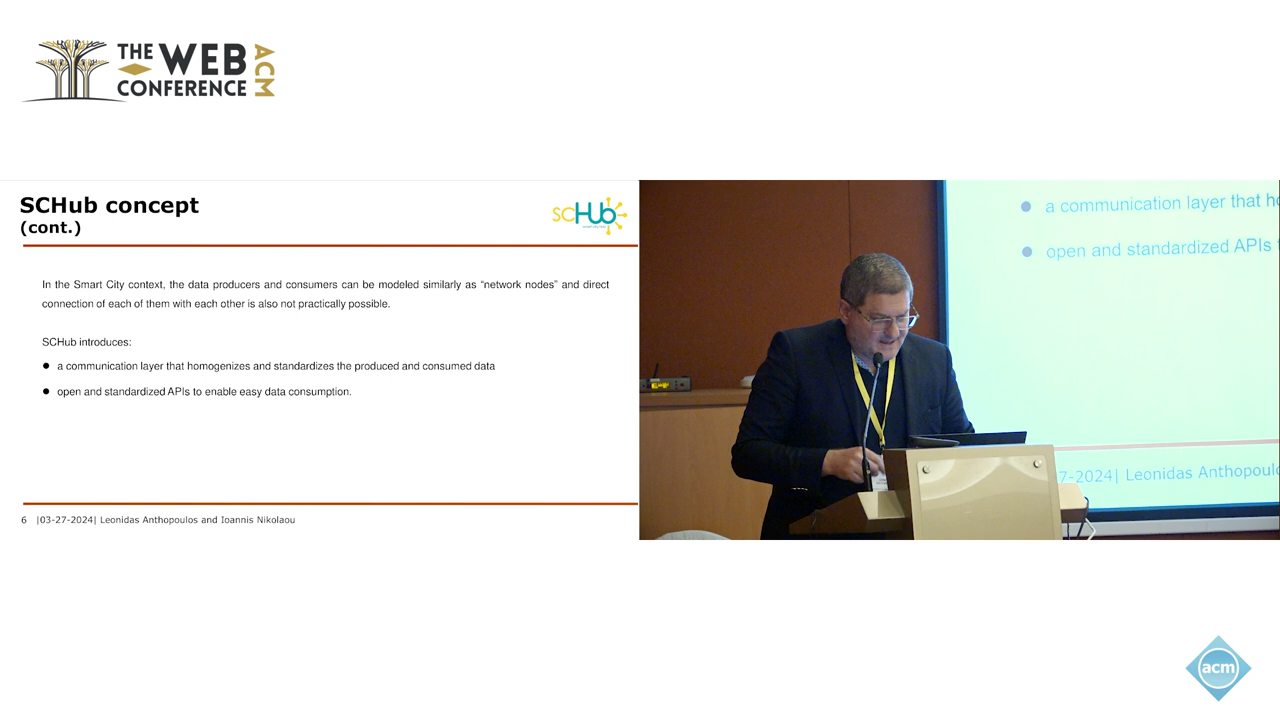 THE WEB
CONFERENCE
ACM
SCHub concept
(cont.)
scHub
In the Smart City context, the data producers and consumers can be modeled similarly as “network nodes” and direct
connection of each of them with each other is also not practically possible.
SCHub introduces:
● a communication layer that homogenizes and standardizes the produced and consumed data
● open and standardized APIs to enable easy data consumption.
6 |03-27-2024| Leonidas Anthopoulos and Ioannis Nikolaou
● a communication layer that
● open and standardized APIs
7-2024| Leonidas
acm